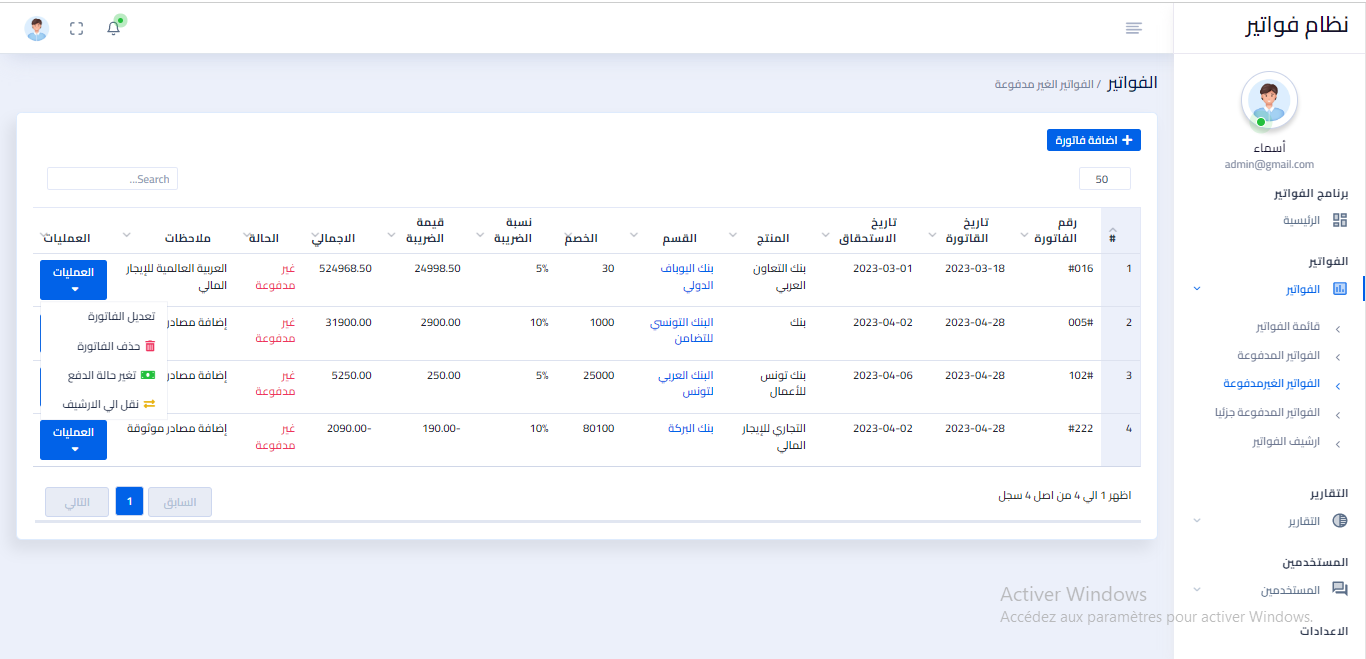 نظام فواتير
أسماء
admin@gmail.com
برنامج الفواتير
الرئيسية
الفواتير
الفواتير
قائمة الفواتير
الفواتير المدفوعة
الفواتير الغيرمدفوعة
الفواتير المدفوعة جزئيا
ارشيف الفواتير
التقارير
التقارير
المستخدمين
المستخدمين
الاعدادات
الفواتير / الفواتير الغير مدفوعة
اضافة فاتورة
50
Search...
# رقم الفاتورة تاريخ القاتورة تاريخ الاستحقاق المنتج القسم الخصم نسبة الضريبة قيمة الضريبة الاجمالي الحالة ملاحظات العمليات
1 #016 2023-03-18 2023-03-01 بنك التعاون العربي بنك اليوباف الدولي 30 5% 24998.50 524968.50 غير مدفوعة العربية العالمية للإيجار المالي العمليات
2 005# 2023-04-28 2023-04-02 بنك البنك التونسي للتضامن 1000 10% 2900.00 31900.00 غير مدفوعة إضافة مصادر
3 102# 2023-04-28 2023-04-06 بنك تونس للأعمال البنك العربي لتونس 25000 5% 250.00 5250.00 غير مدفوعة إضافة مصادر
4 #222 2023-04-28 2023-04-02 التجاري للإيجار المالي بنك البركة 80100 10% -190.00 -2090.00 غير مدفوعة إضافة مصادر موثوقة العمليات
تعديل الفاتورة
حذف الفاتورة
تغير حالة الدفع
نقل الي الارشيف
اظهر 1 الي 4 من اصل 4 سجل
السابق 1 التالي
Activer Windows
Accédez aux paramètres pour activer Windows.